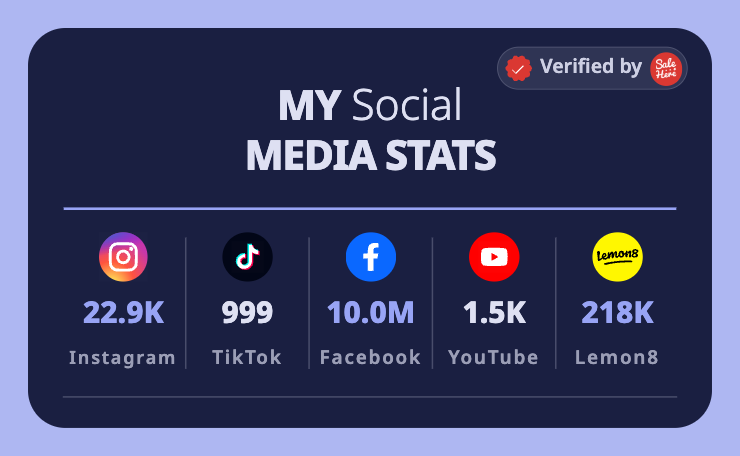 Verified by Sale Here
MY Social
MEDIA STATS
Lemon8
22.9K 999 10.0M 1.5K 218K
Instagram TikTok Facebook YouTube Lemon8